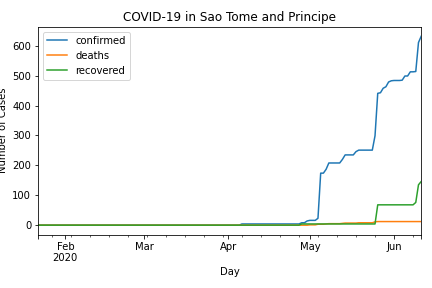 COVID-19 in Sao Tome and Principe
confirmed
deaths
recovered
Number of Cases
600
500
400
300
200
100
0
Feb
2020
Mar
Apr
May
Jun
Day